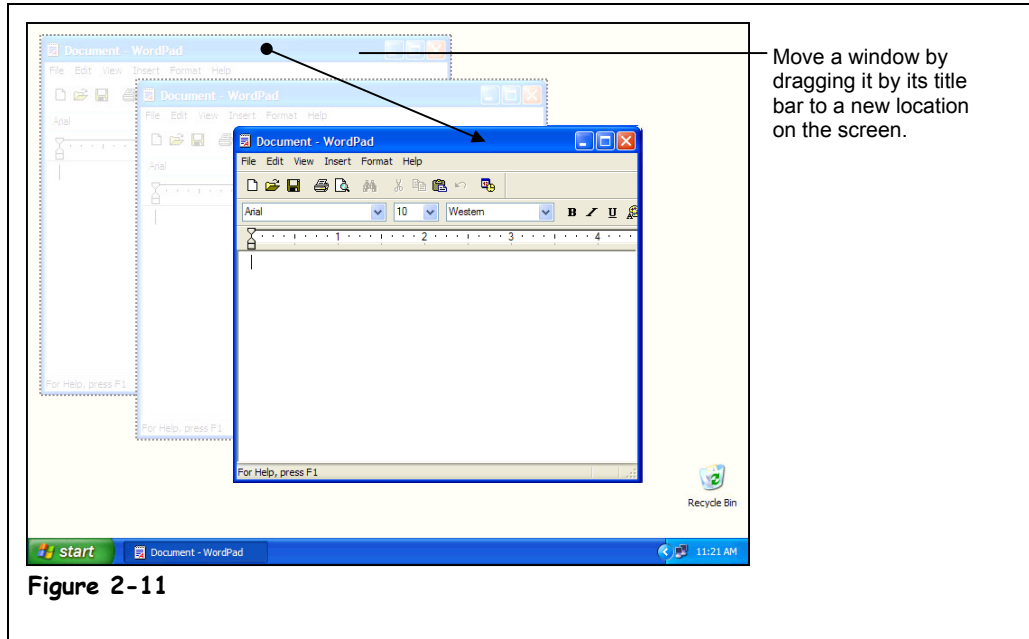 Document - WordPad
File Edit View Insert Format Help
Arial
For Help, press F1
Document - WordPad
File Edit View Insert Format Help
Arial
For Help, press F1
Document - WordPad
File Edit View Insert Format Help
Arial 10 Western B I U
1 2 3 4
For Help, press F1
Move a window by
dragging it by its title
bar to a new location
on the screen.
Recycle Bin
start Document - WordPad 11:21 AM
Figure 2-11